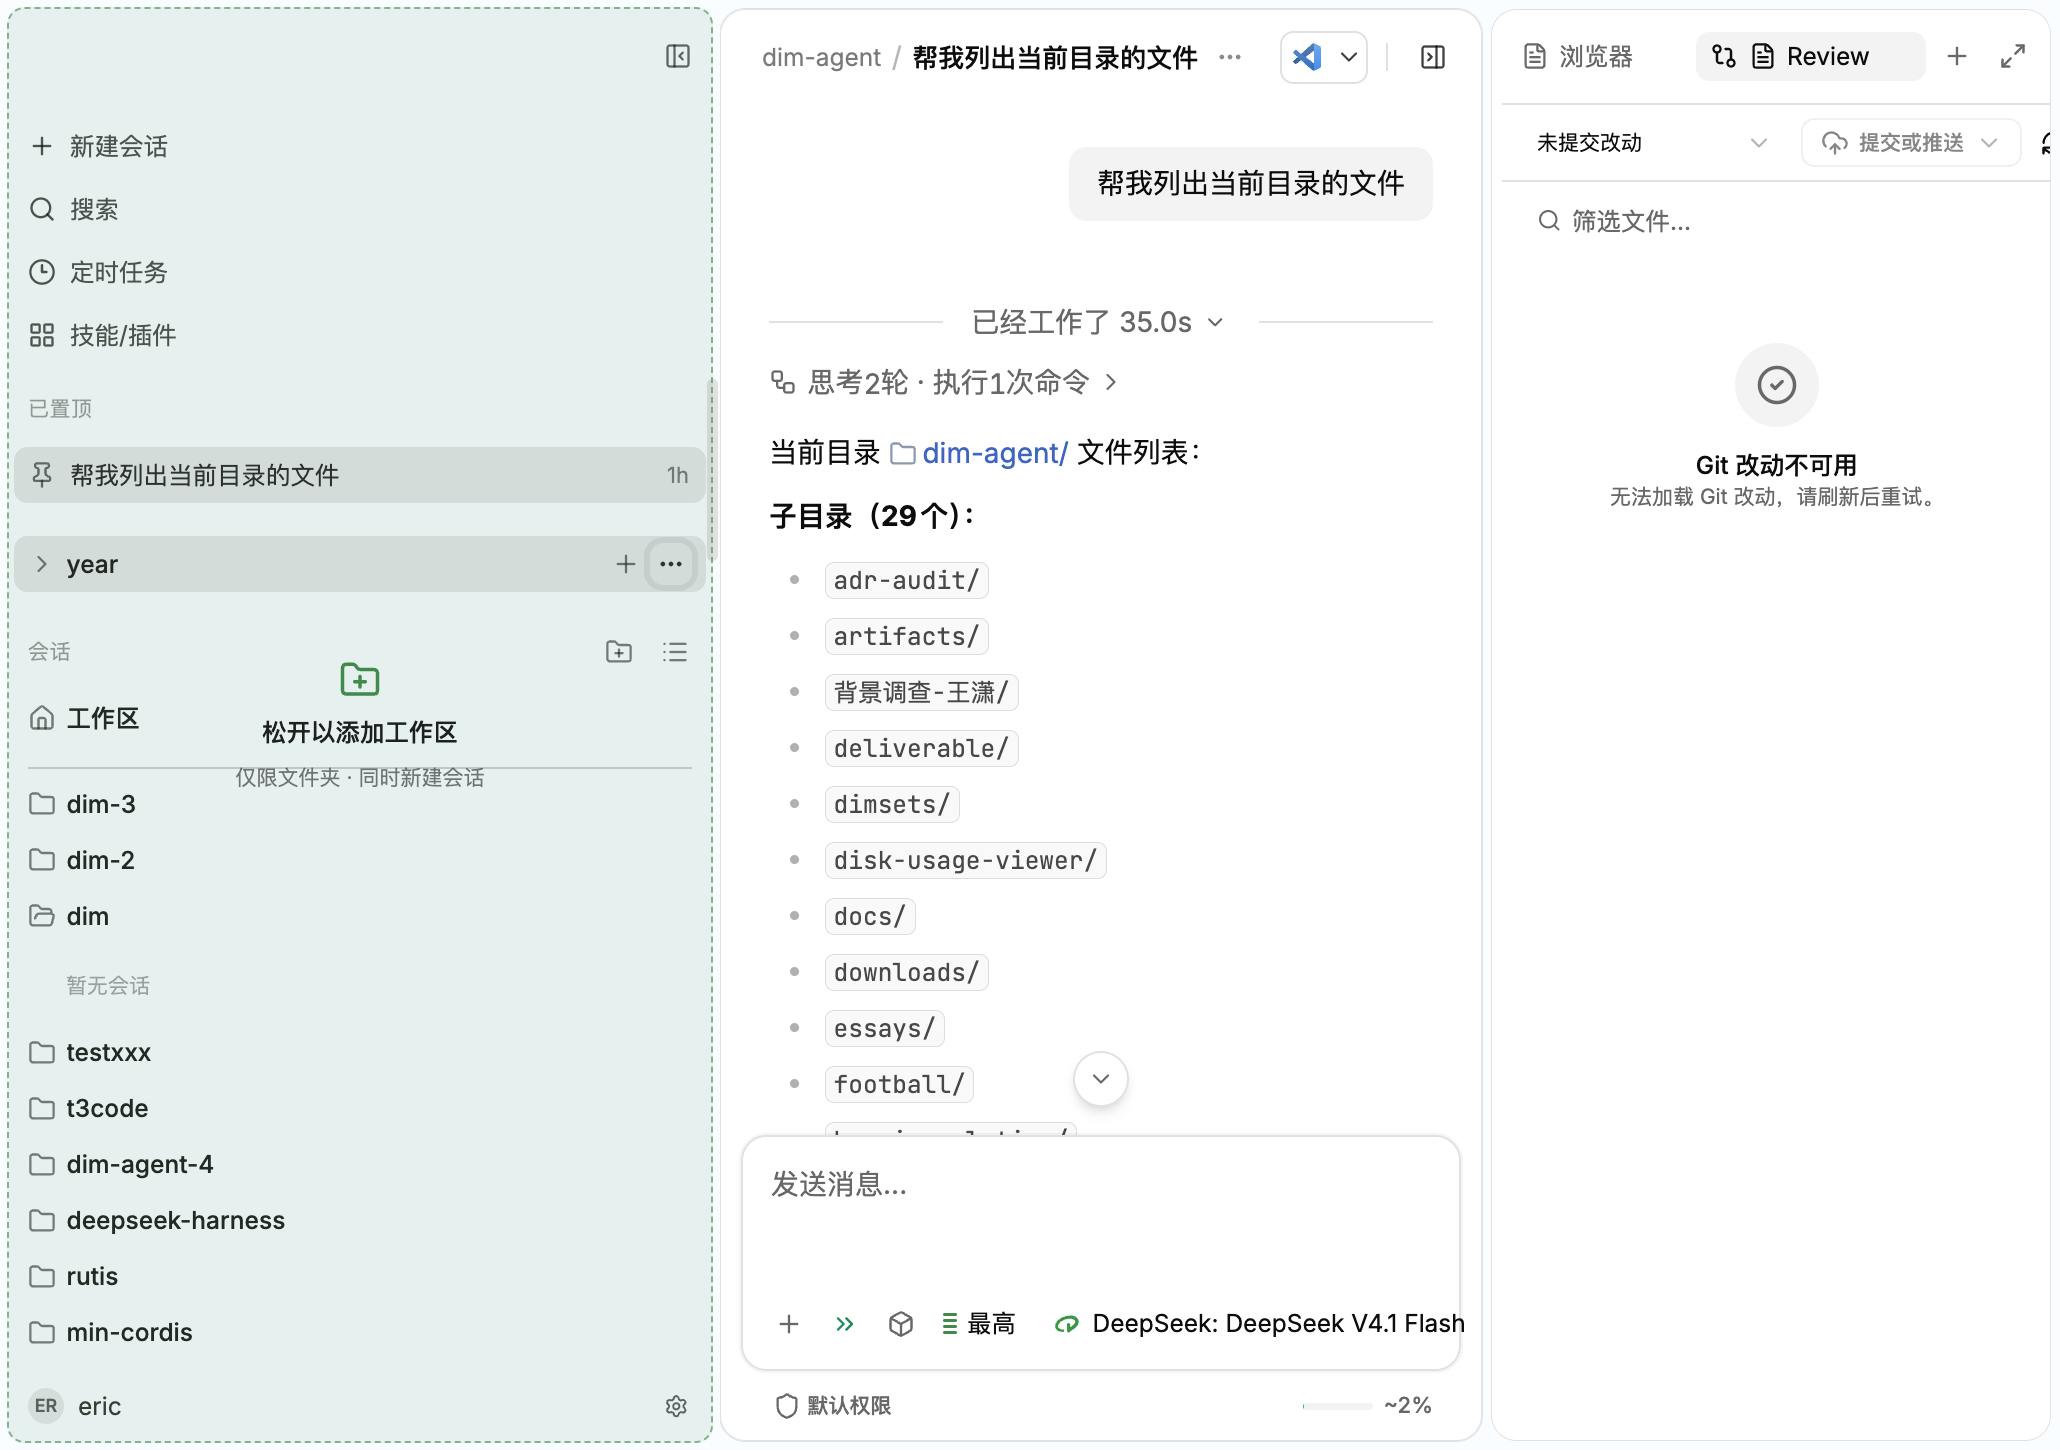 新建会话
搜索
定时任务
技能/插件
已置顶
帮我列出当前目录的文件 1h
year
会话
工作区
松开以添加工作区
仅限文件夹 · 同时新建会话
dim-3
dim-2
dim
暂无会话
testxxx
t3code
dim-agent-4
deepseek-harness
rutis
min-cordis
ER eric
dim-agent / 帮我列出当前目录的文件
帮我列出当前目录的文件
已经工作了 35.0s
思考2轮 · 执行1次命令
当前目录 dim-agent/ 文件列表：
子目录（29个）：
adr-audit/
artifacts/
背景调查-王潇/
deliverable/
dimsets/
disk-usage-viewer/
docs/
downloads/
essays/
football/
发送消息...
最高 DeepSeek: DeepSeek V4.1 Flash
默认权限 ~2%
浏览器 Review
未提交改动 提交或推送
筛选文件...
Git 改动不可用
无法加载 Git 改动，请刷新后重试。